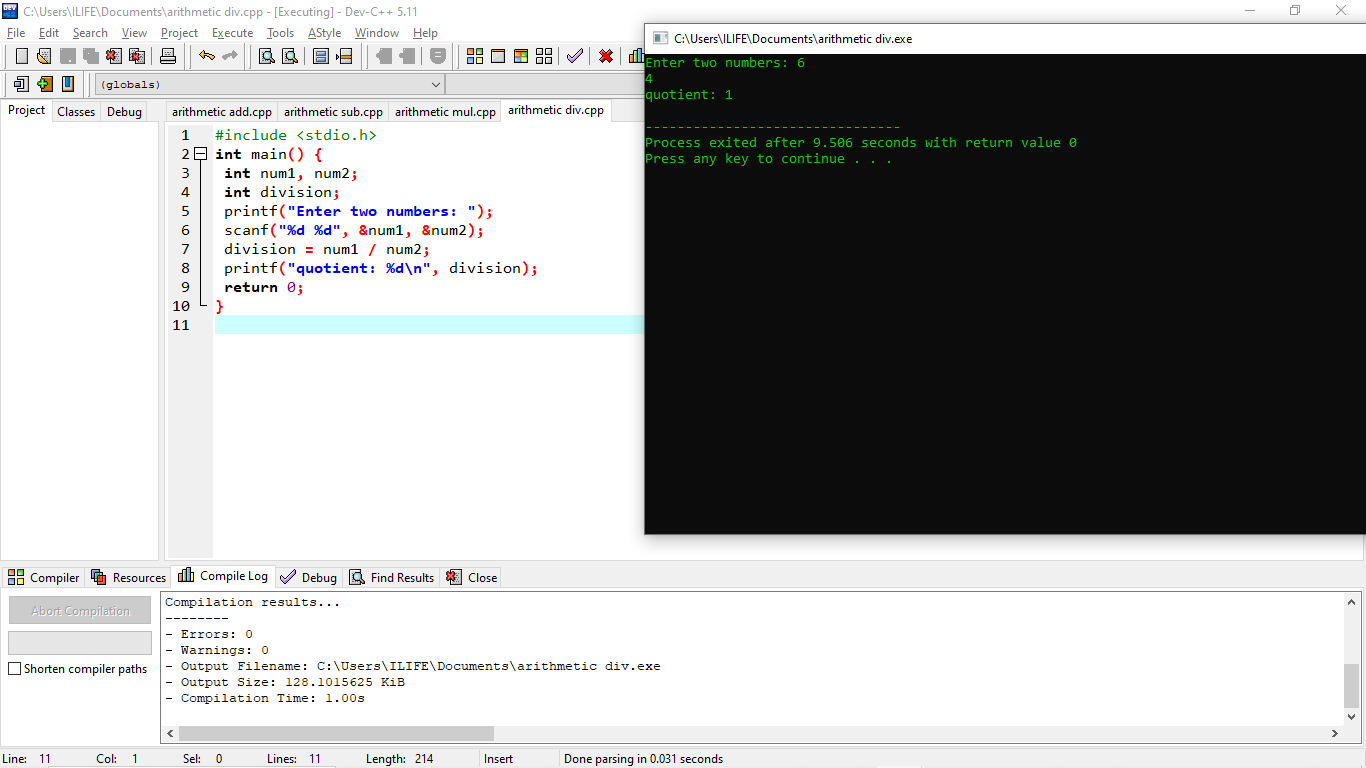 C:\Users\ILIFE\Documents\arithmetic div.cpp - [Executing] - Dev-C++ 5.11
File Edit Search View Project Execute Tools AStyle Window Help
(globals)
Project Classes Debug
arithmetic add.cpp arithmetic sub.cpp arithmetic mul.cpp arithmetic div.cpp
1 #include <stdio.h>
2 int main() {
3 int num1, num2;
4 int division;
5 printf("Enter two numbers: ");
6 scanf("%d %d", &num1, &num2);
7 division = num1 / num2;
8 printf("quotient: %d\n", division);
9 return 0;
10 }
11
C:\Users\ILIFE\Documents\arithmetic div.exe
Enter two numbers: 6
4
quotient: 1
--------------------------------
Process exited after 9.506 seconds with return value 0
Press any key to continue . . .
Compiler Resources Compile Log Debug Find Results Close
Abort Compilation
Shorten compiler paths
Compilation results...
--------
- Errors: 0
- Warnings: 0
- Output Filename: C:\Users\ILIFE\Documents\arithmetic div.exe
- Output Size: 128.1015625 KiB
- Compilation Time: 1.00s
Line: 11 Col: 1 Sel: 0 Lines: 11 Length: 214 Insert Done parsing in 0.031 seconds